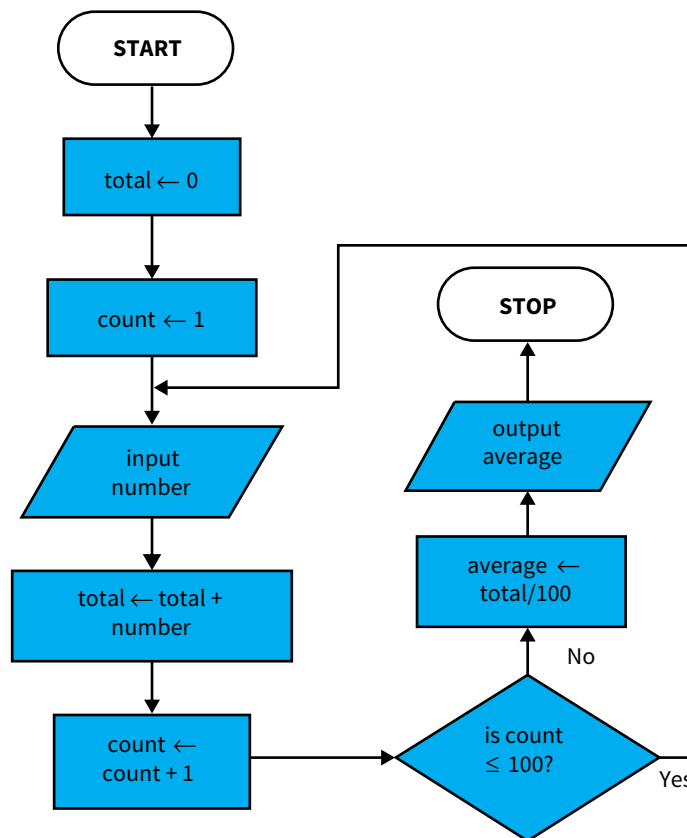 START
total ← 0
count ← 1
input
number
total ← total +
number
count ←
count + 1
is count
≤ 100?
Yes
No
average ←
total/100
output
average
STOP